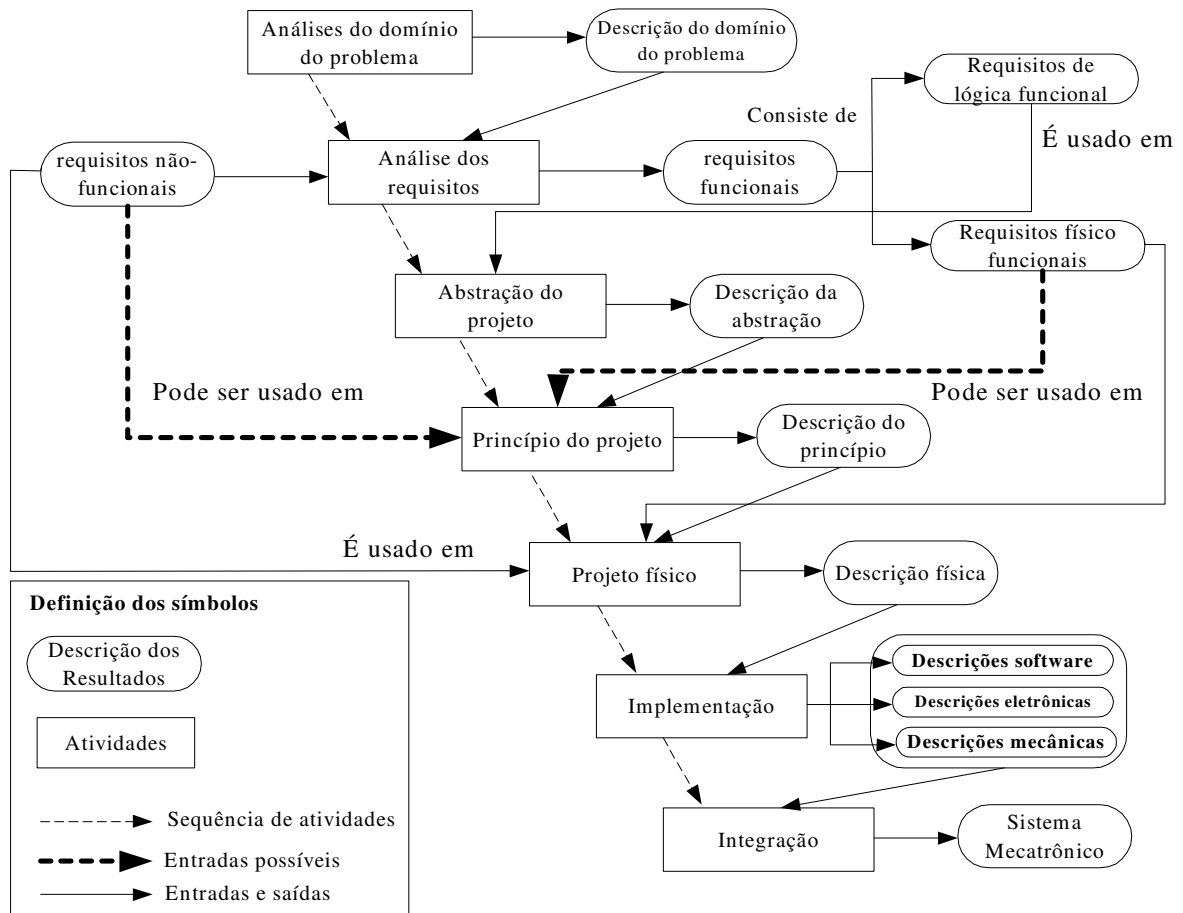 Análises do domínio
do problema
Descrição do domínio
do problema
Requisitos de
lógica funcional
Consiste de
É usado em
requisitos não-
funcionais
Análise dos
requisitos
requisitos
funcionais
Requisitos físico
funcionais
Abstração do
projeto
Descrição da
abstração
Pode ser usado em
Pode ser usado em
Princípio do projeto
Descrição do
princípio
É usado em
Projeto físico
Descrição física
Definição dos símbolos
Descrição dos
Resultados
Atividades
Sequência de atividades
Entradas possíveis
Entradas e saídas
Implementação
Descrições software
Descrições eletrônicas
Descrições mecânicas
Integração
Sistema
Mecatrônico